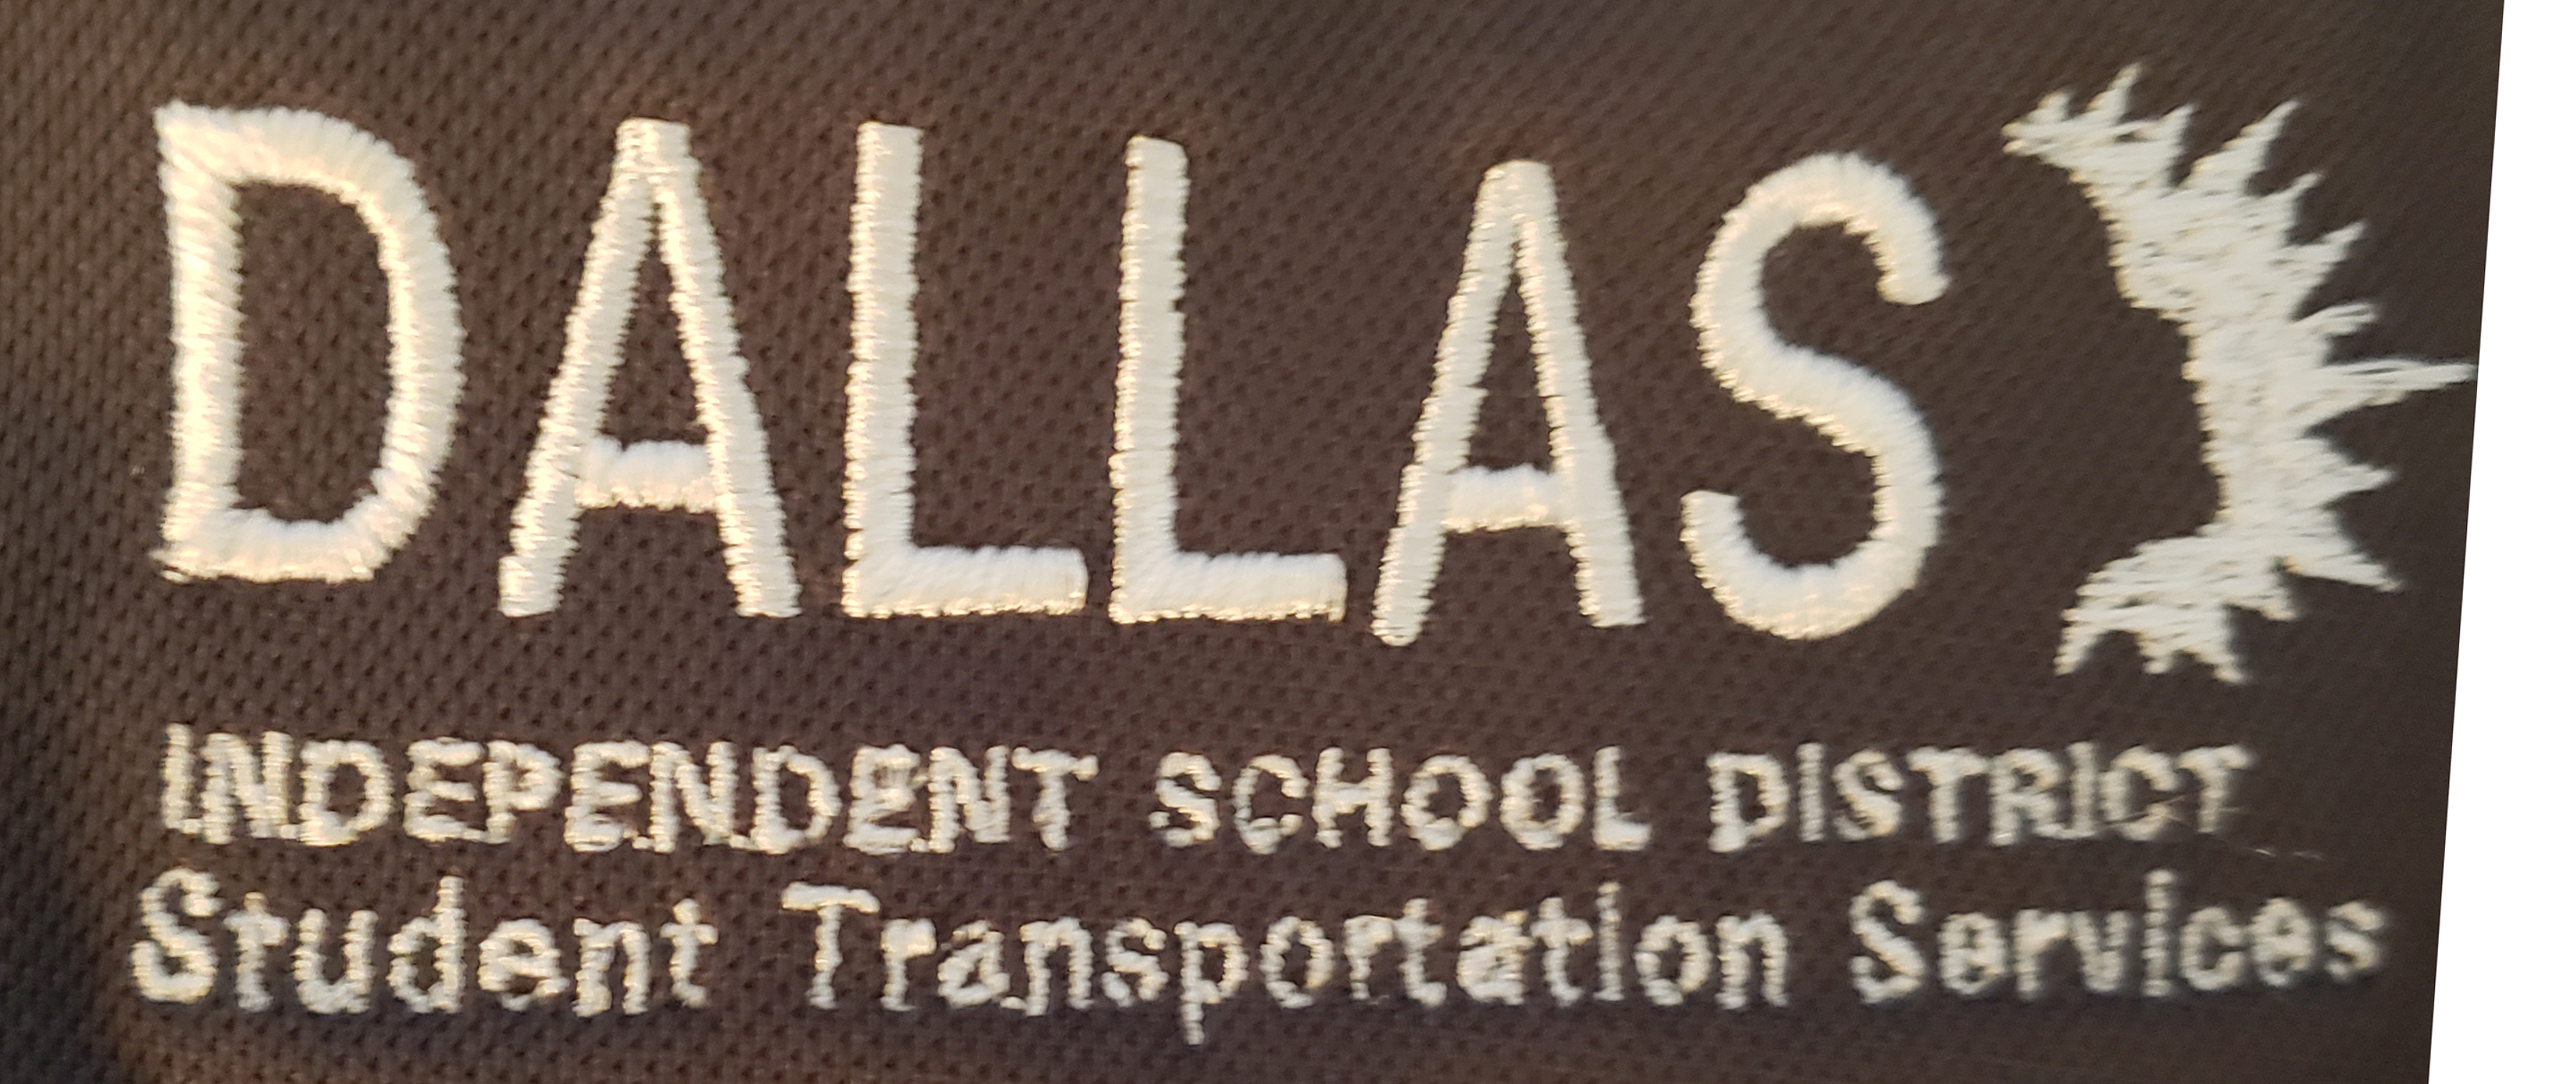 DALLAS
INDEPENDENT SCHOOL DISTRICT
Student Transportation Services